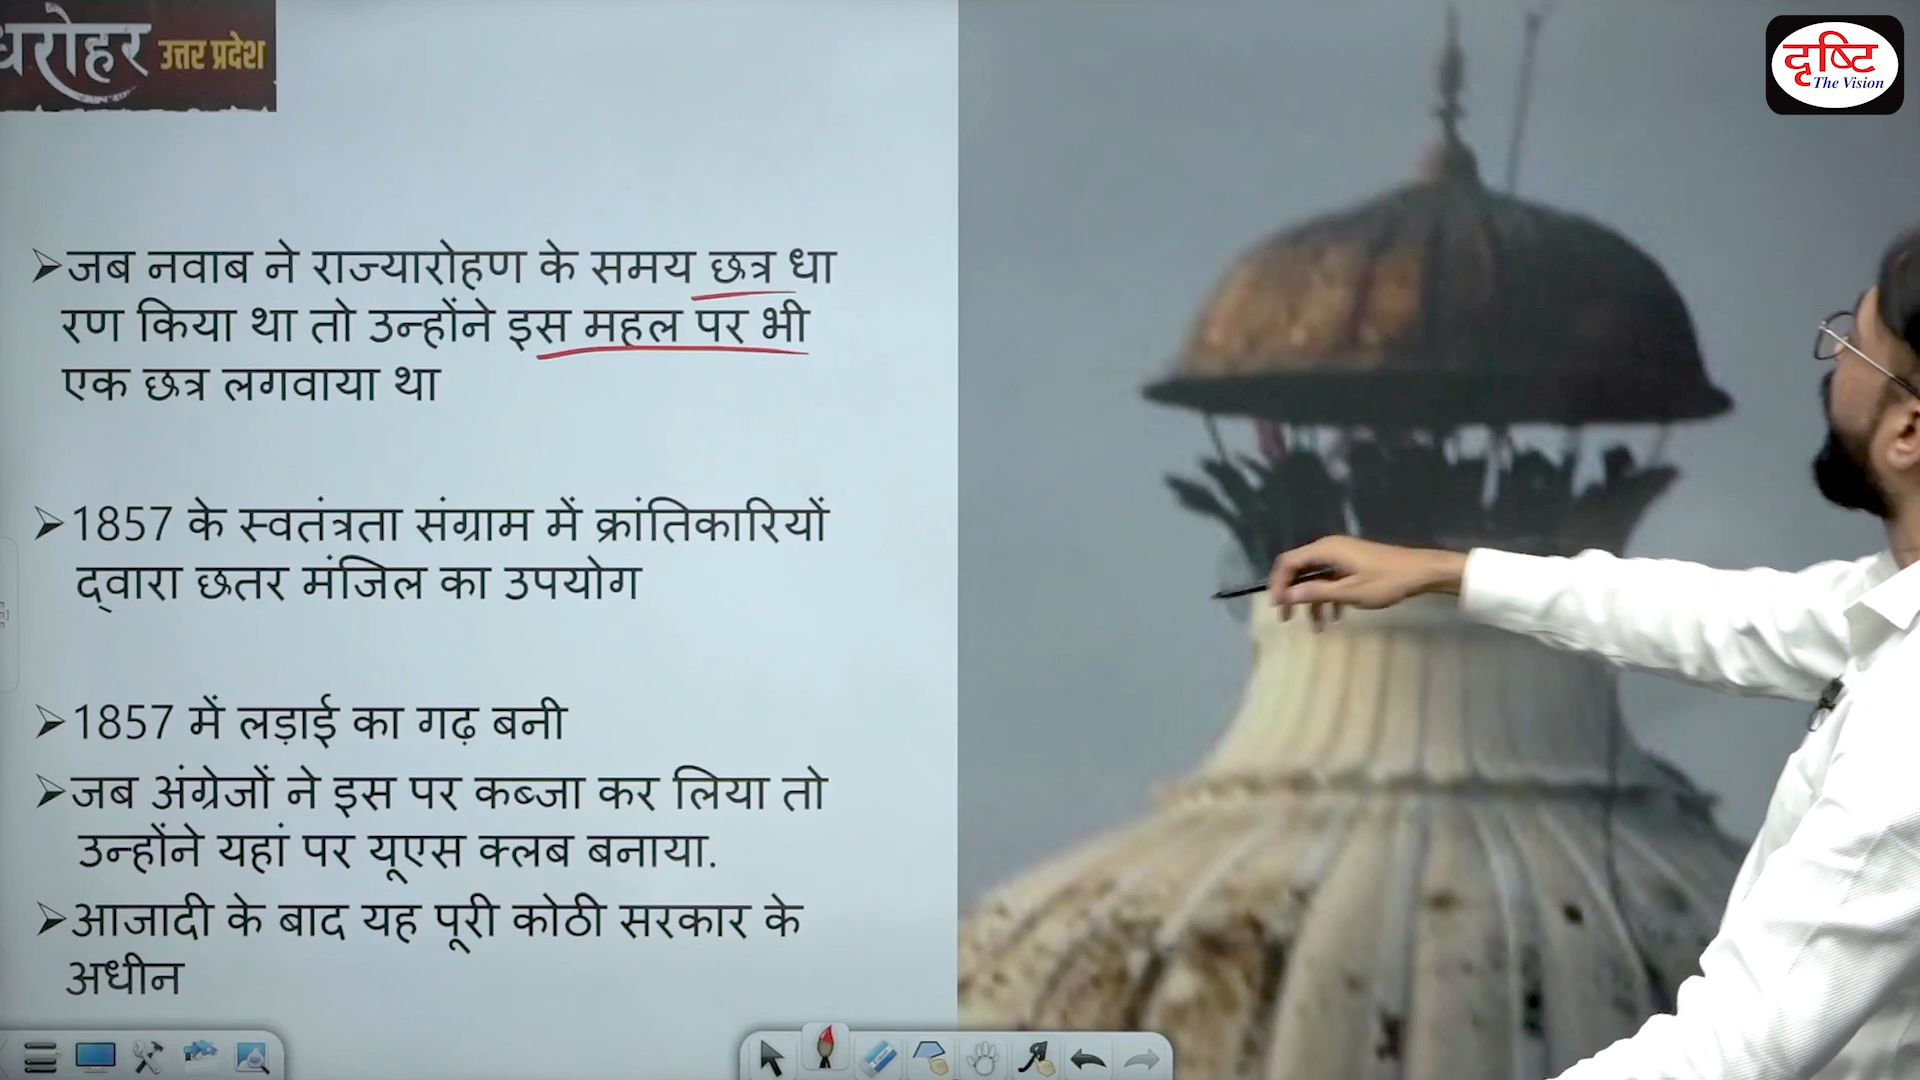 धरोहर उत्तर प्रदेश
दृष्टि
The Vision
जब नवाब ने राज्यारोहण के समय छत्र धा
रण किया था तो उन्होंने इस महल पर भी
एक छत्र लगवाया था
1857 के स्वतंत्रता संग्राम में क्रांतिकारियों
द्वारा छतर मंजिल का उपयोग
1857 में लड़ाई का गढ़ बनी
जब अंग्रेजों ने इस पर कब्जा कर लिया तो
उन्होंने यहां पर यूएस क्लब बनाया.
आजादी के बाद यह पूरी कोठी सरकार के
अधीन